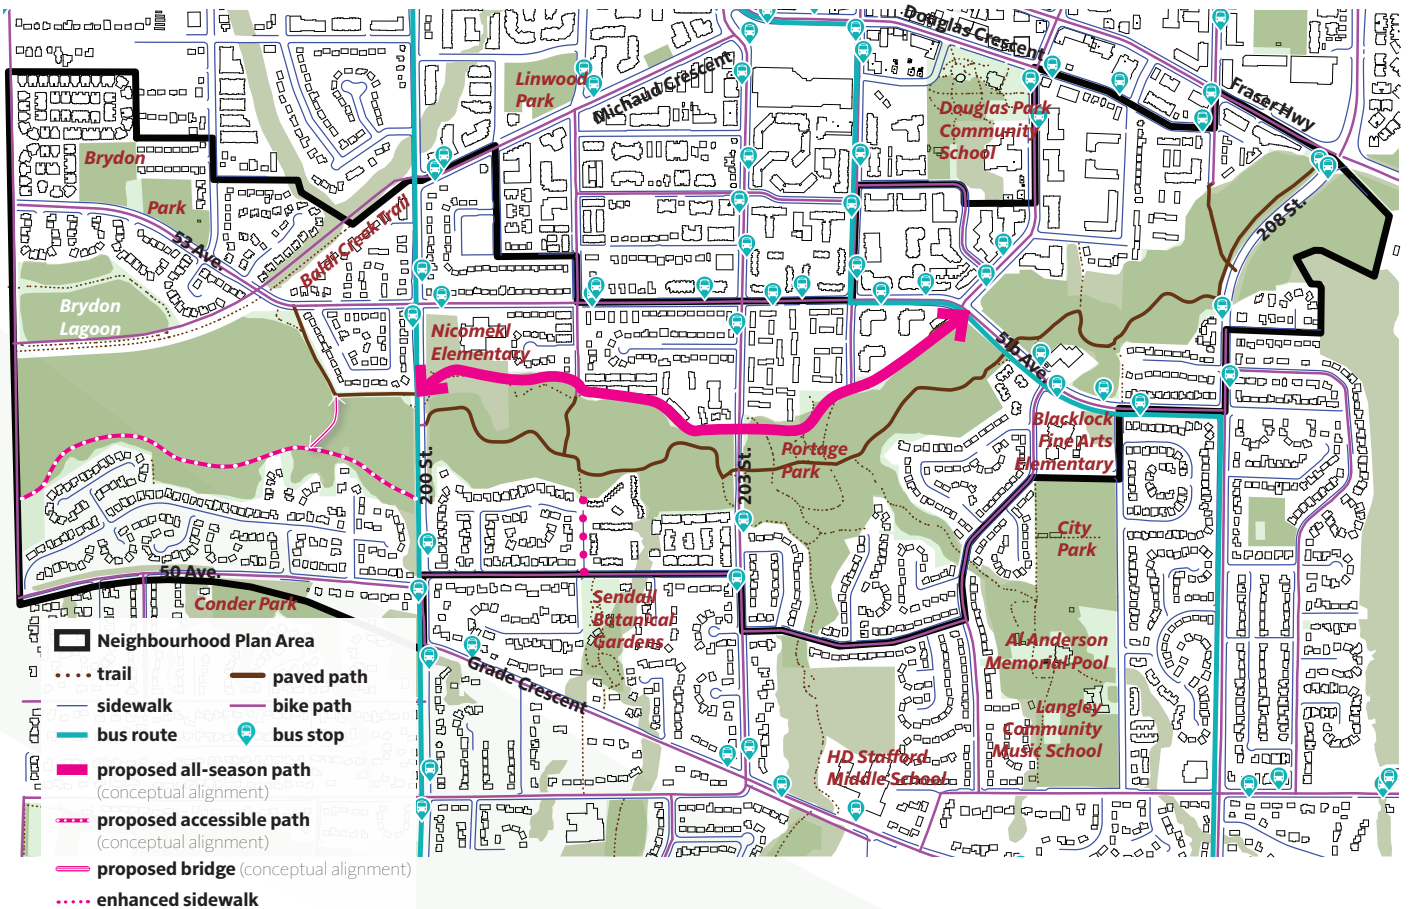 Douglas Crescent
Linwood
Park
Michaud Crescent
Fraser Hwy
Douglas Park
Community
School
Brydon
Park
208 St.
53 Ave.
Baldi Creek Trail
Brydon
Lagoon
Nicomekl
Elementary
51b Ave.
Blacklock
Fine Arts
Elementary
Portage
Park
200 St.
203 St.
City
Park
50 Ave.
Conder Park
Sendall
Botanical
Gardens
Al Anderson
Memorial Pool
Grade Crescent
Langley
Community
Music School
HD Stafford
Middle School
Neighbourhood Plan Area
trail
paved path
sidewalk
bike path
bus route
bus stop
proposed all-season path
(conceptual alignment)
proposed accessible path
(conceptual alignment)
proposed bridge (conceptual alignment)
enhanced sidewalk